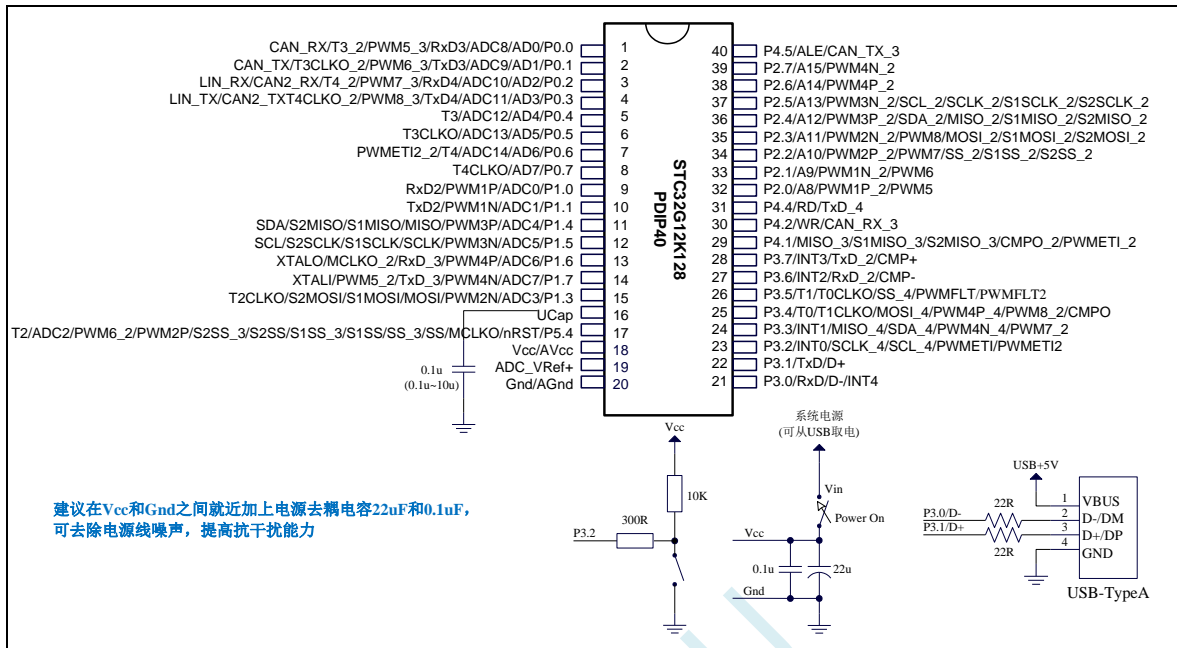 CAN_RX/T3_2/PWM5_3/RxD3/ADC8/AD0/P0.0
CAN_TX/T3CLKO_2/PWM6_3/TxD3/ADC9/AD1/P0.1
LIN_RX/CAN2_RX/T4_2/PWM7_3/RxD4/ADC10/AD2/P0.2
LIN_TX/CAN2_TXT4CLKO_2/PWM8_3/TxD4/ADC11/AD3/P0.3
T3/ADC12/AD4/P0.4
T3CLKO/ADC13/AD5/P0.5
PWMETI2_2/T4/ADC14/AD6/P0.6
T4CLKO/AD7/P0.7
RxD2/PWM1P/ADC0/P1.0
TxD2/PWM1N/ADC1/P1.1
SDA/S2MISO/S1MISO/MISO/PWM3P/ADC4/P1.4
SCL/S2SCLK/S1SCLK/SCLK/PWM3N/ADC5/P1.5
XTALO/MCLKO_2/RxD_3/PWM4P/ADC6/P1.6
XTALI/PWM5_2/TxD_3/PWM4N/ADC7/P1.7
T2CLKO/S2MOSI/S1MOSI/MOSI/PWM2N/ADC3/P1.3
UCap
T2/ADC2/PWM6_2/PWM2P/S2SS_3/S2SS/S1SS_3/S1SS/SS_3/SS/MCLKO/nRST/P5.4
Vcc/AVcc
ADC_VRef+
Gnd/AGnd
1
2
3
4
5
6
7
8
9
10
11
12
13
14
15
16
17
18
19
20
STC32G12K128
PDIP40
40
39
38
37
36
35
34
33
32
31
30
29
28
27
26
25
24
23
22
21
P4.5/ALE/CAN_TX_3
P2.7/A15/PWM4N_2
P2.6/A14/PWM4P_2
P2.5/A13/PWM3N_2/SCL_2/SCLK_2/S1SCLK_2/S2SCLK_2
P2.4/A12/PWM3P_2/SDA_2/MISO_2/S1MISO_2/S2MISO_2
P2.3/A11/PWM2N_2/PWM8/MOSI_2/S1MOSI_2/S2MOSI_2
P2.2/A10/PWM2P_2/PWM7/SS_2/S1SS_2/S2SS_2
P2.1/A9/PWM1N_2/PWM6
P2.0/A8/PWM1P_2/PWM5
P4.4/RD/TxD_4
P4.2/WR/CAN_RX_3
P4.1/MISO_3/S1MISO_3/S2MISO_3/CMPO_2/PWMETI_2
P3.7/INT3/TxD_2/CMP+
P3.6/INT2/RxD_2/CMP-
P3.5/T1/T0CLKO/SS_4/PWMFLT/PWMFLT2
P3.4/T0/T1CLKO/MOSI_4/PWM4P_4/PWM8_2/CMPO
P3.3/INT1/MISO_4/SDA_4/PWM4N_4/PWM7_2
P3.2/INT0/SCLK_4/SCL_4/PWMETI/PWMETI2
P3.1/TxD/D+
P3.0/RxD/D-/INT4
0.1u
(0.1u~10u)
建议在Vcc和Gnd之间就近加上电源去耦电容22uF和0.1uF，
可去除电源线噪声，提高抗干扰能力
Vcc
10K
300R
P3.2
系统电源
(可从USB取电)
Vin
Power On
Vcc
0.1u
22u
Gnd
USB+5V
P3.0/D-
P3.1/D+
22R
22R
1
2
3
4
VBUS
D-/DM
D+/DP
GND
USB-TypeA